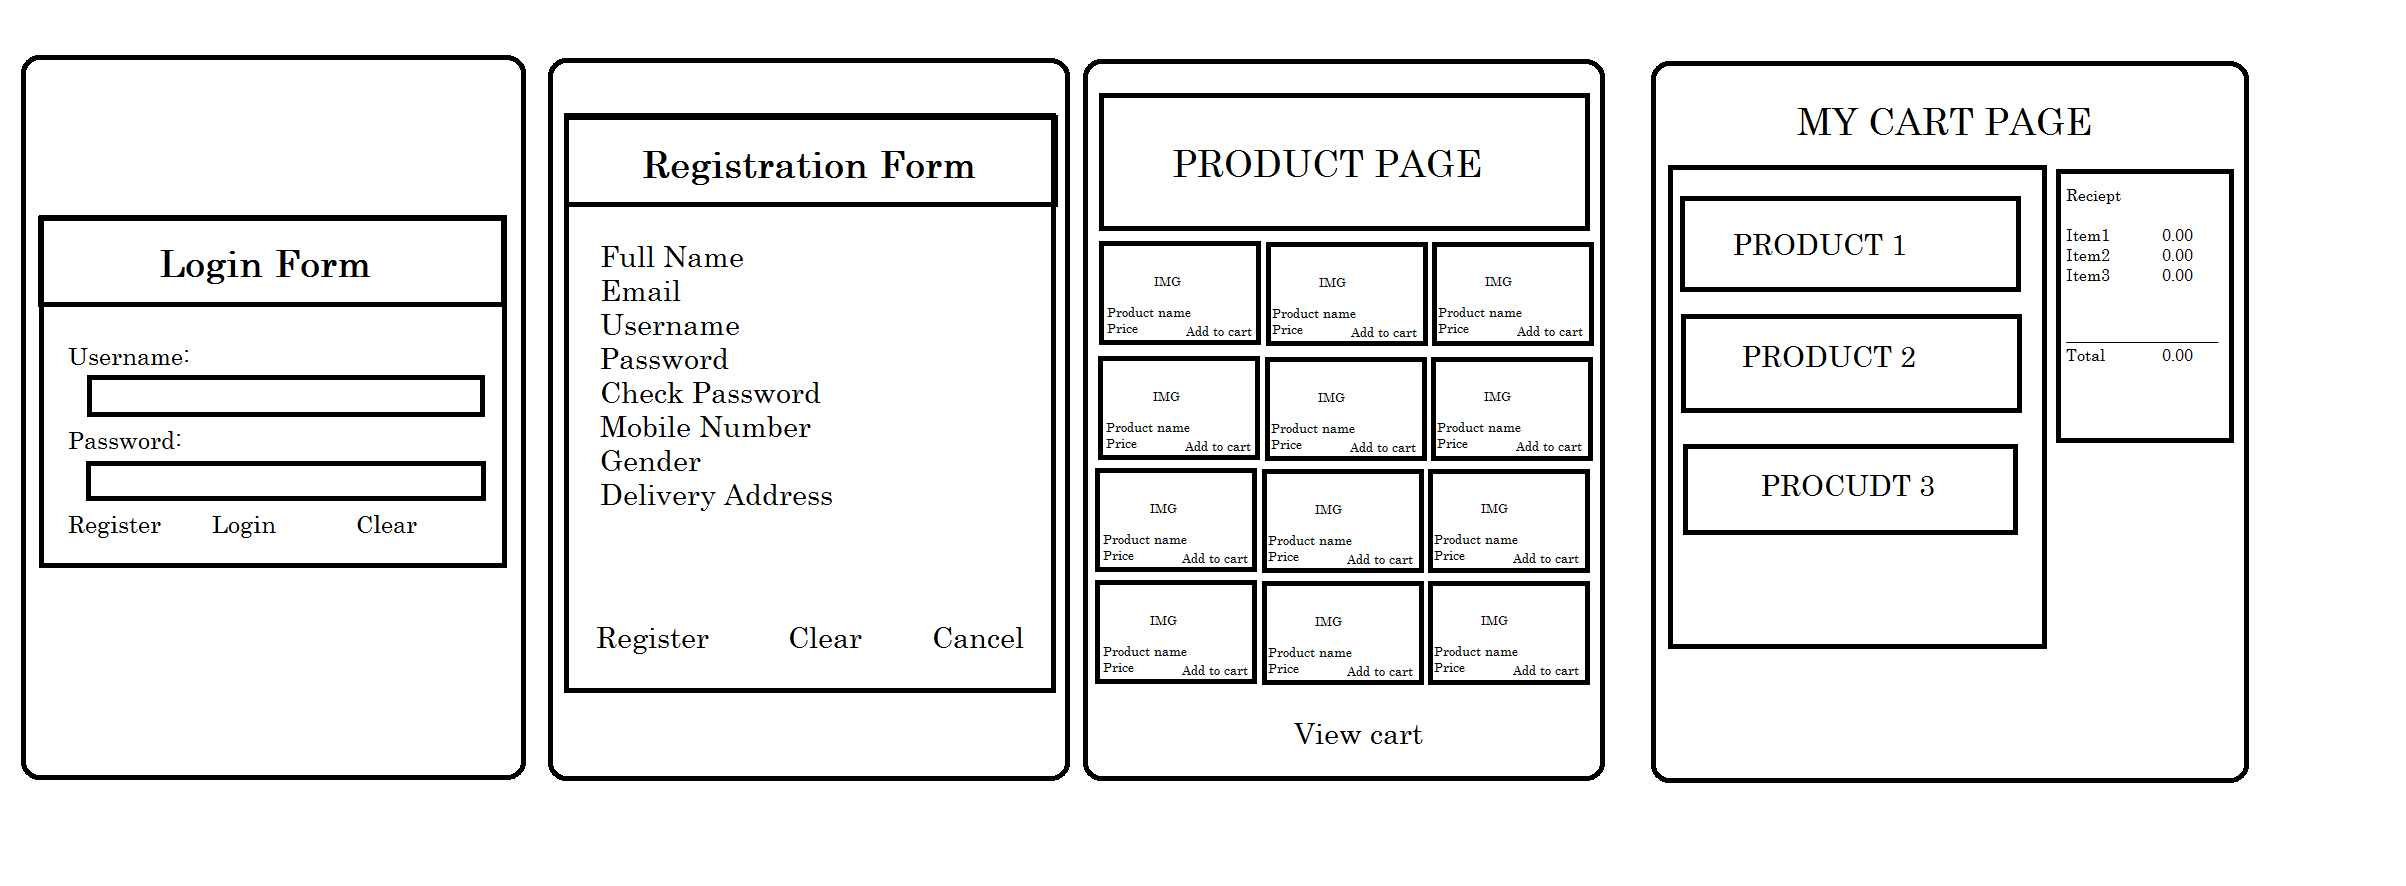 Login Form
Username:
Password:
Register Login Clear
Registration Form
Full Name
Email
Username
Password
Check Password
Mobile Number
Gender
Delivery Address
Register Clear Cancel
PRODUCT PAGE
IMG
Product name
Price Add to cart
IMG
Product name
Price Add to cart
IMG
Product name
Price Add to cart
IMG
Product name
Price Add to cart
IMG
Product name
Price Add to cart
IMG
Product name
Price Add to cart
IMG
Product name
Price Add to cart
IMG
Product name
Price Add to cart
IMG
Product name
Price Add to cart
IMG
Product name
Price Add to cart
IMG
Product name
Price Add to cart
IMG
Product name
Price Add to cart
View cart
MY CART PAGE
PRODUCT 1
PRODUCT 2
PROCUDT 3
Reciept
Item1 0.00
Item2 0.00
Item3 0.00
Total 0.00